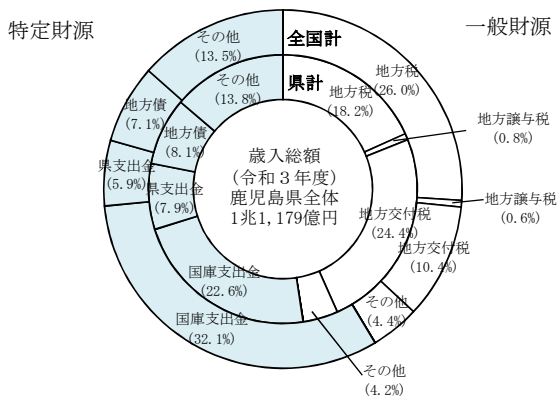 特定財源
一般財源
全国計
県計
その他
(13.5%)
その他
(13.8%)
地方税
(26.0%)
地方税
(18.2%)
地方譲与税
(0.8%)
地方譲与税
(0.6%)
地方債
(7.1%)
地方債
(8.1%)
県支出金
(5.9%)
県支出金
(7.9%)
歳入総額
(令和３年度)
鹿児島県全体
1兆1,179億円
地方交付税
(24.4%)
地方交付税
(10.4%)
国庫支出金
(22.6%)
国庫支出金
(32.1%)
その他
(4.4%)
その他
(4.2%)